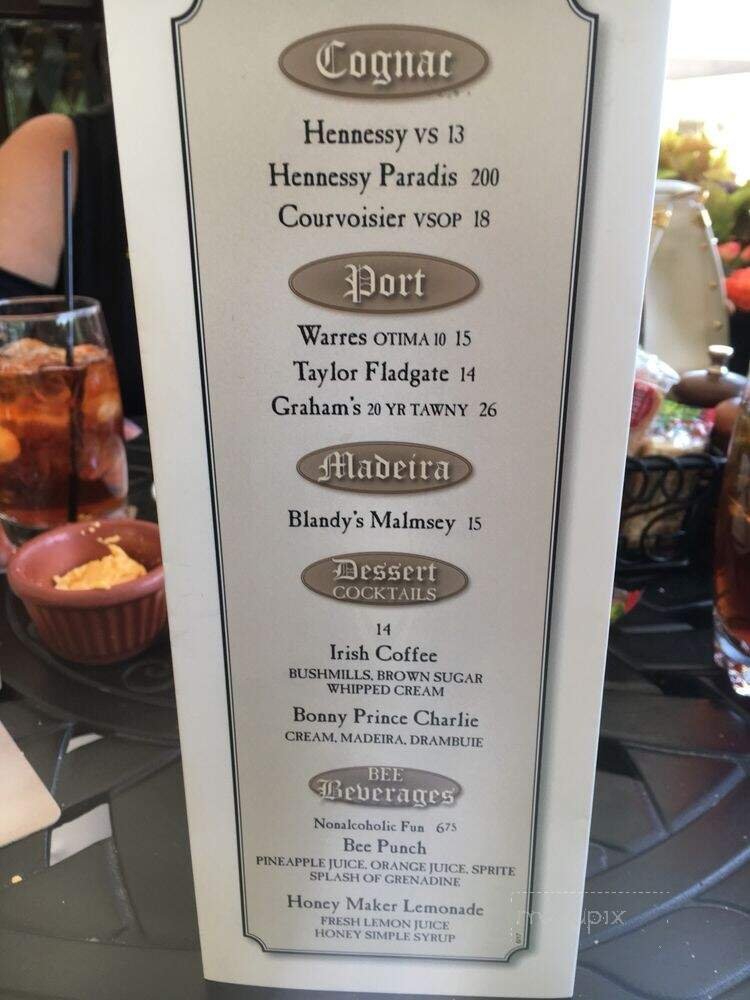 Cognac
Hennessy VS 13
Hennessy Paradis 200
Courvoisier VSOP 18
Port
Warres OTIMA 10 15
Taylor Fladgate 14
Graham's 20 YR TAWNY 26
Madeira
Blandy's Malmsey 15
Dessert
COCKTAILS
14
Irish Coffee
BUSHMILLS, BROWN SUGAR
WHIPPED CREAM
Bonny Prince Charlie
CREAM, MADEIRA, DRAMBUIE
BEE
Beverages
Nonalcoholic Fun 675
Bee Punch
PINEAPPLE JUICE, ORANGE JUICE, SPRITE
SPLASH OF GRENADINE
Honey Maker Lemonade
FRESH LEMON JUICE
HONEY SIMPLE SYRUP
menupix